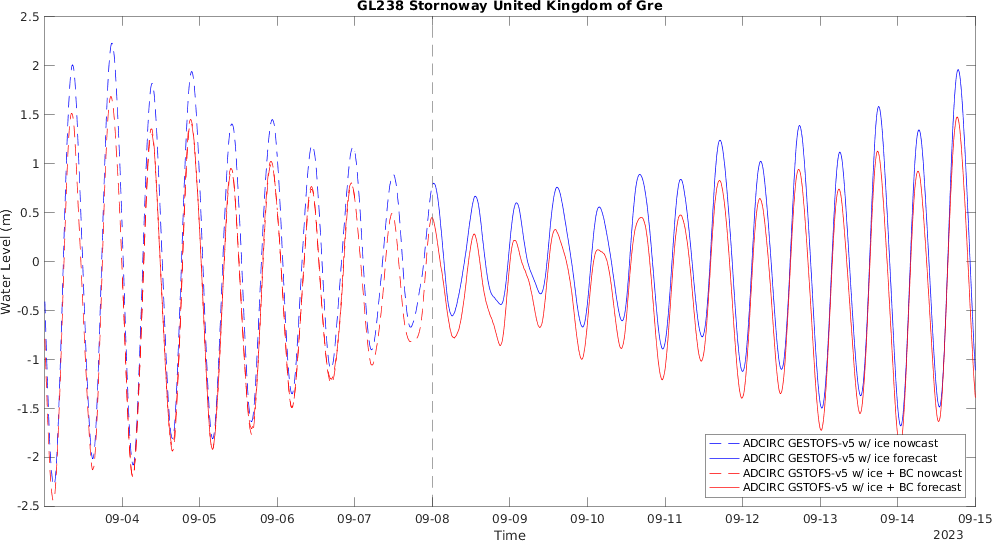 GL238 Stornoway United Kingdom of Gre
2.5
2
1.5
1
0.5
0
-0.5
-1
-1.5
-2
-2.5
Water Level (m)
ADCIRC GESTOFS-v5 w/ ice nowcast
ADCIRC GESTOFS-v5 w/ ice forecast
ADCIRC GSTOFS-v5 w/ ice + BC nowcast
ADCIRC GSTOFS-v5 w/ ice + BC forecast
09-04 09-05 09-06 09-07 09-08 09-09 09-10 09-11 09-12 09-13 09-14 09-15
Time
2023